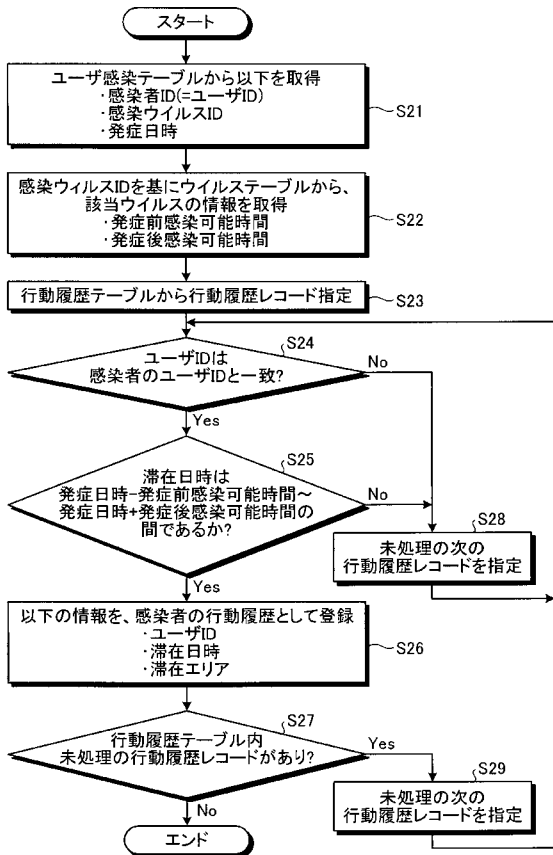 スタート
ユーザ感染テーブルから以下を取得
・感染者ID(=ユーザID)
・感染ウイルスID
・発症日時
S21
感染ウィルスIDを基にウイルステーブルから、
該当ウイルスの情報を取得
・発症前感染可能時間
・発症後感染可能時間
S22
行動履歴テーブルから行動履歴レコード指定
S23
S24
ユーザIDは
感染者のユーザIDと一致?
No
Yes
S25
滞在日時は
発症日時−発症前感染可能時間～
発症日時+発症後感染可能時間の
間であるか?
No
Yes
S28
未処理の次の
行動履歴レコードを指定
以下の情報を、感染者の行動履歴として登録
・ユーザID
・滞在日時
・滞在エリア
S26
S27
行動履歴テーブル内
未処理の行動履歴レコードがあり?
Yes
No
S29
未処理の次の
行動履歴レコードを指定
エンド